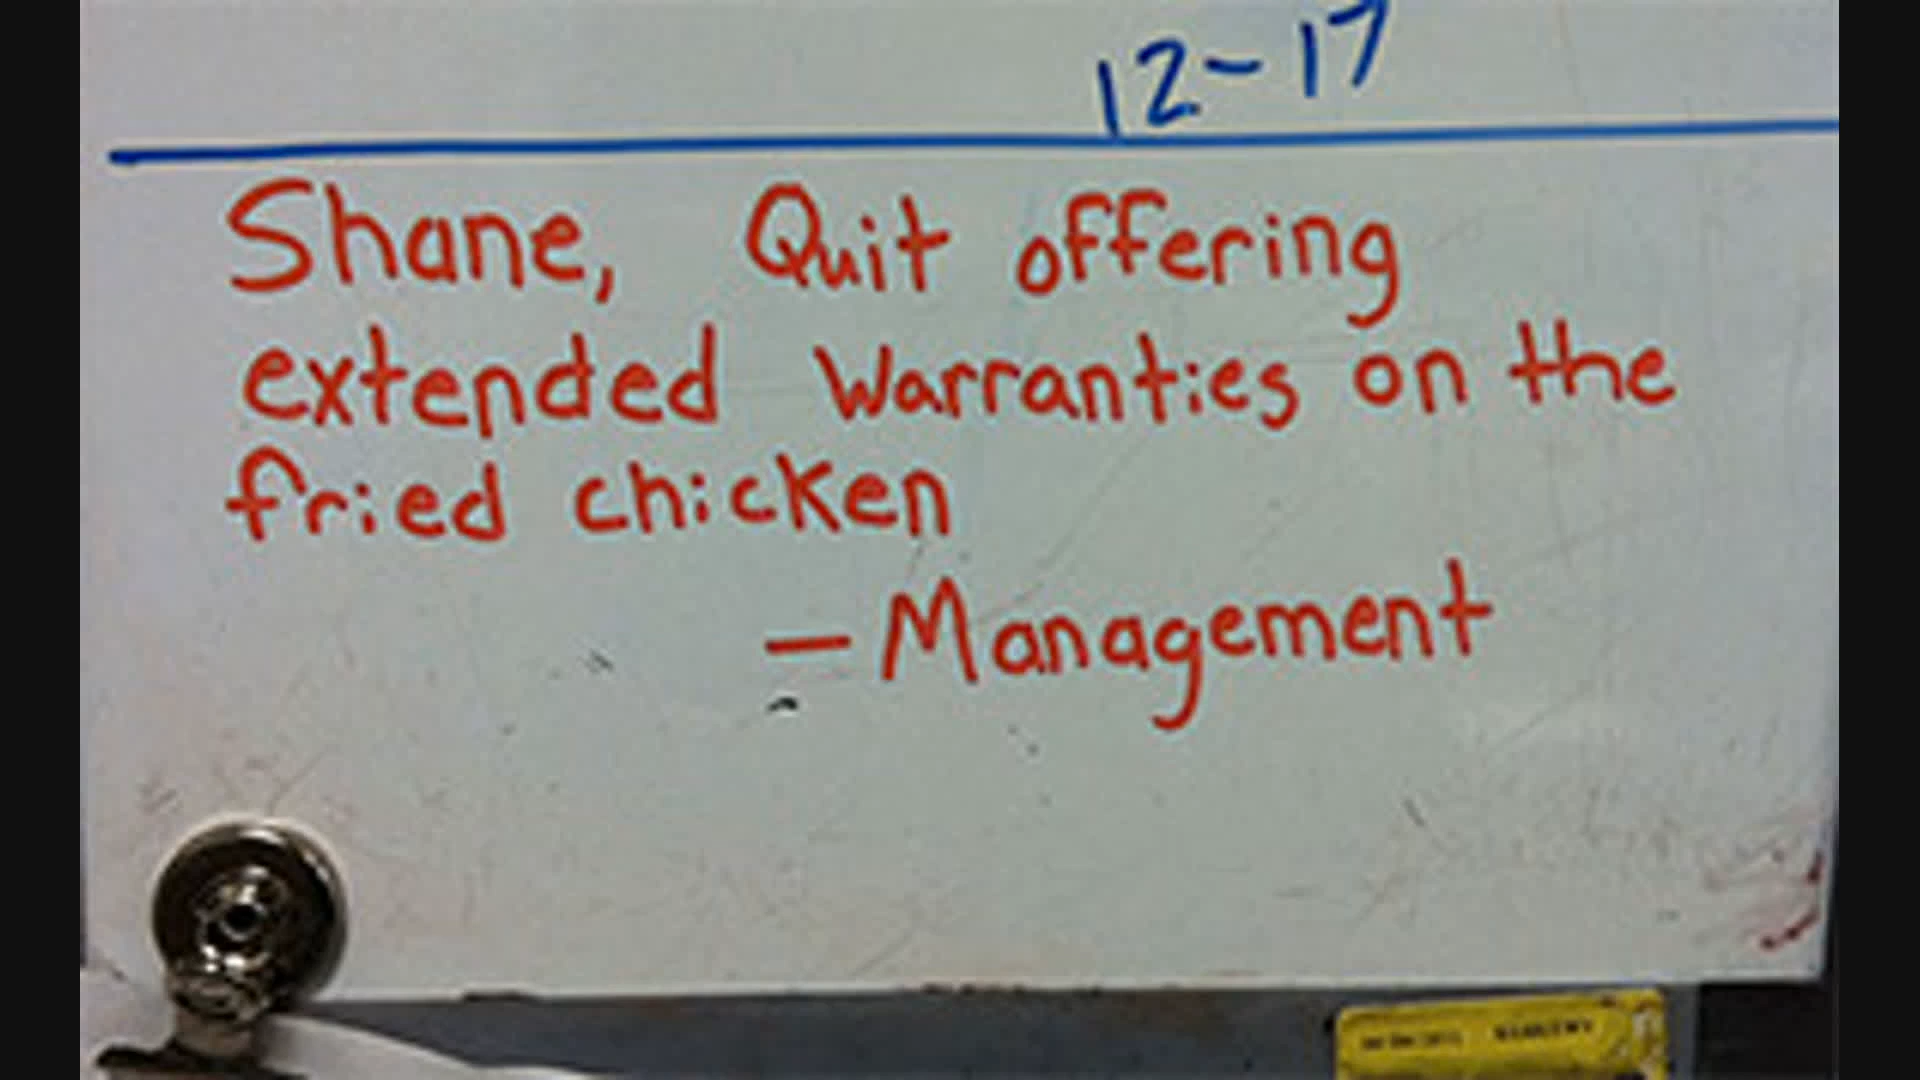 12-17
Shane, Quit offering
extended Warranties on the
fried chicken
- Management